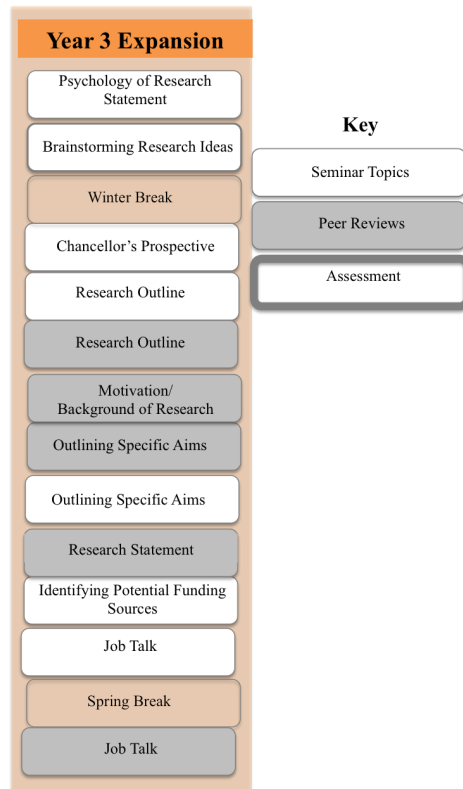 Year 3 Expansion
Psychology of Research
Statement
Brainstorming Research Ideas
Winter Break
Chancellor’s Prospective
Research Outline
Research Outline
Motivation/
Background of Research
Outlining Specific Aims
Outlining Specific Aims
Research Statement
Identifying Potential Funding
Sources
Job Talk
Spring Break
Job Talk
Key
Seminar Topics
Peer Reviews
Assessment